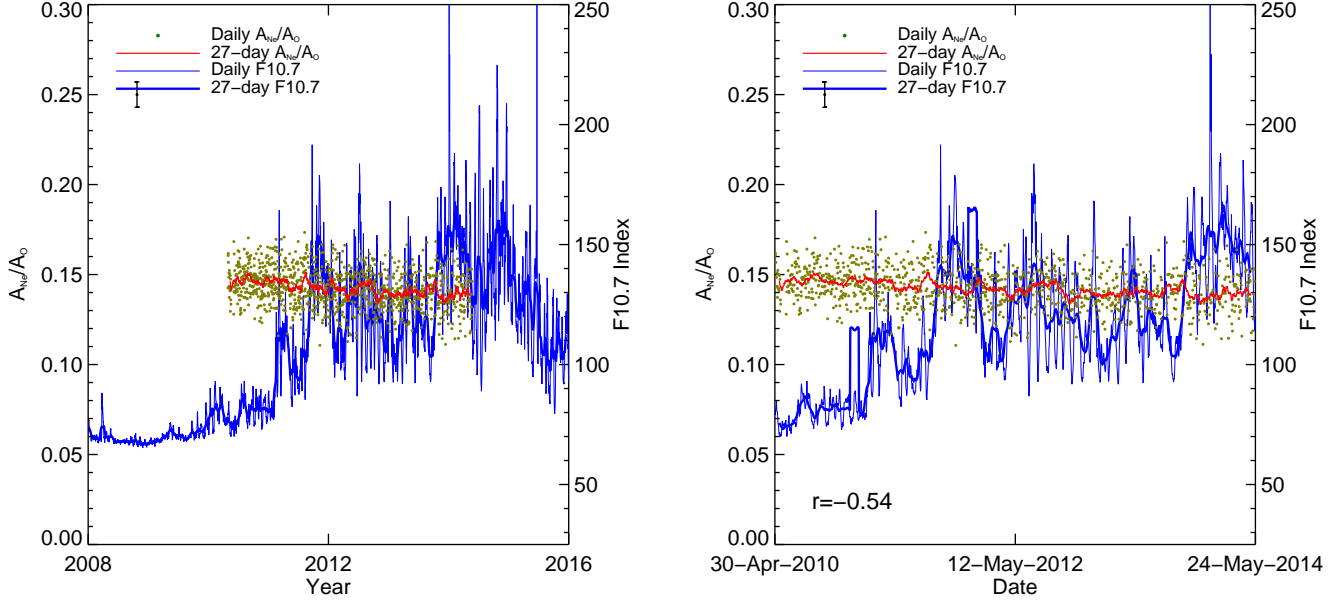 0.30
0.25
0.20
0.15
0.10
0.05
0.00
A_Ne/A_O
Daily A_Ne/A_O
27−day A_Ne/A_O
Daily F10.7
27−day F10.7
250
200
150
100
50
F10.7 Index
2008
2012
2016
Year
0.30
0.25
0.20
0.15
0.10
0.05
0.00
A_Ne/A_O
Daily A_Ne/A_O
27−day A_Ne/A_O
Daily F10.7
27−day F10.7
r=−0.54
250
200
150
100
50
F10.7 Index
30−Apr−2010
12−May−2012
24−May−2014
Date